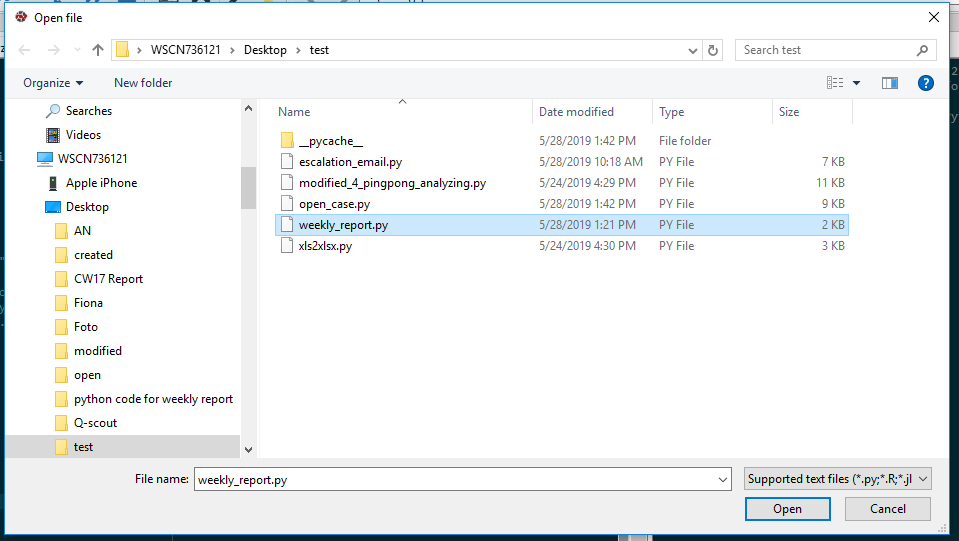 Open file
WSCN736121 Desktop test
Search test
Organize New folder
Searches
Videos
WSCN736121
Apple iPhone
Desktop
AN
created
CW17 Report
Fiona
Foto
modified
open
python code for weekly report
Q-scout
test
Name Date modified Type Size
__pycache__ 5/28/2019 1:42 PM File folder
escalation_email.py 5/28/2019 10:18 AM PY File 7 KB
modified_4_pingpong_analyzing.py 5/24/2019 4:29 PM PY File 11 KB
open_case.py 5/28/2019 1:42 PM PY File 9 KB
weekly_report.py 5/28/2019 1:21 PM PY File 2 KB
xls2xlsx.py 5/24/2019 4:30 PM PY File 3 KB
File name: weekly_report.py Supported text files (*.py;*.R;*.jl
Open Cancel